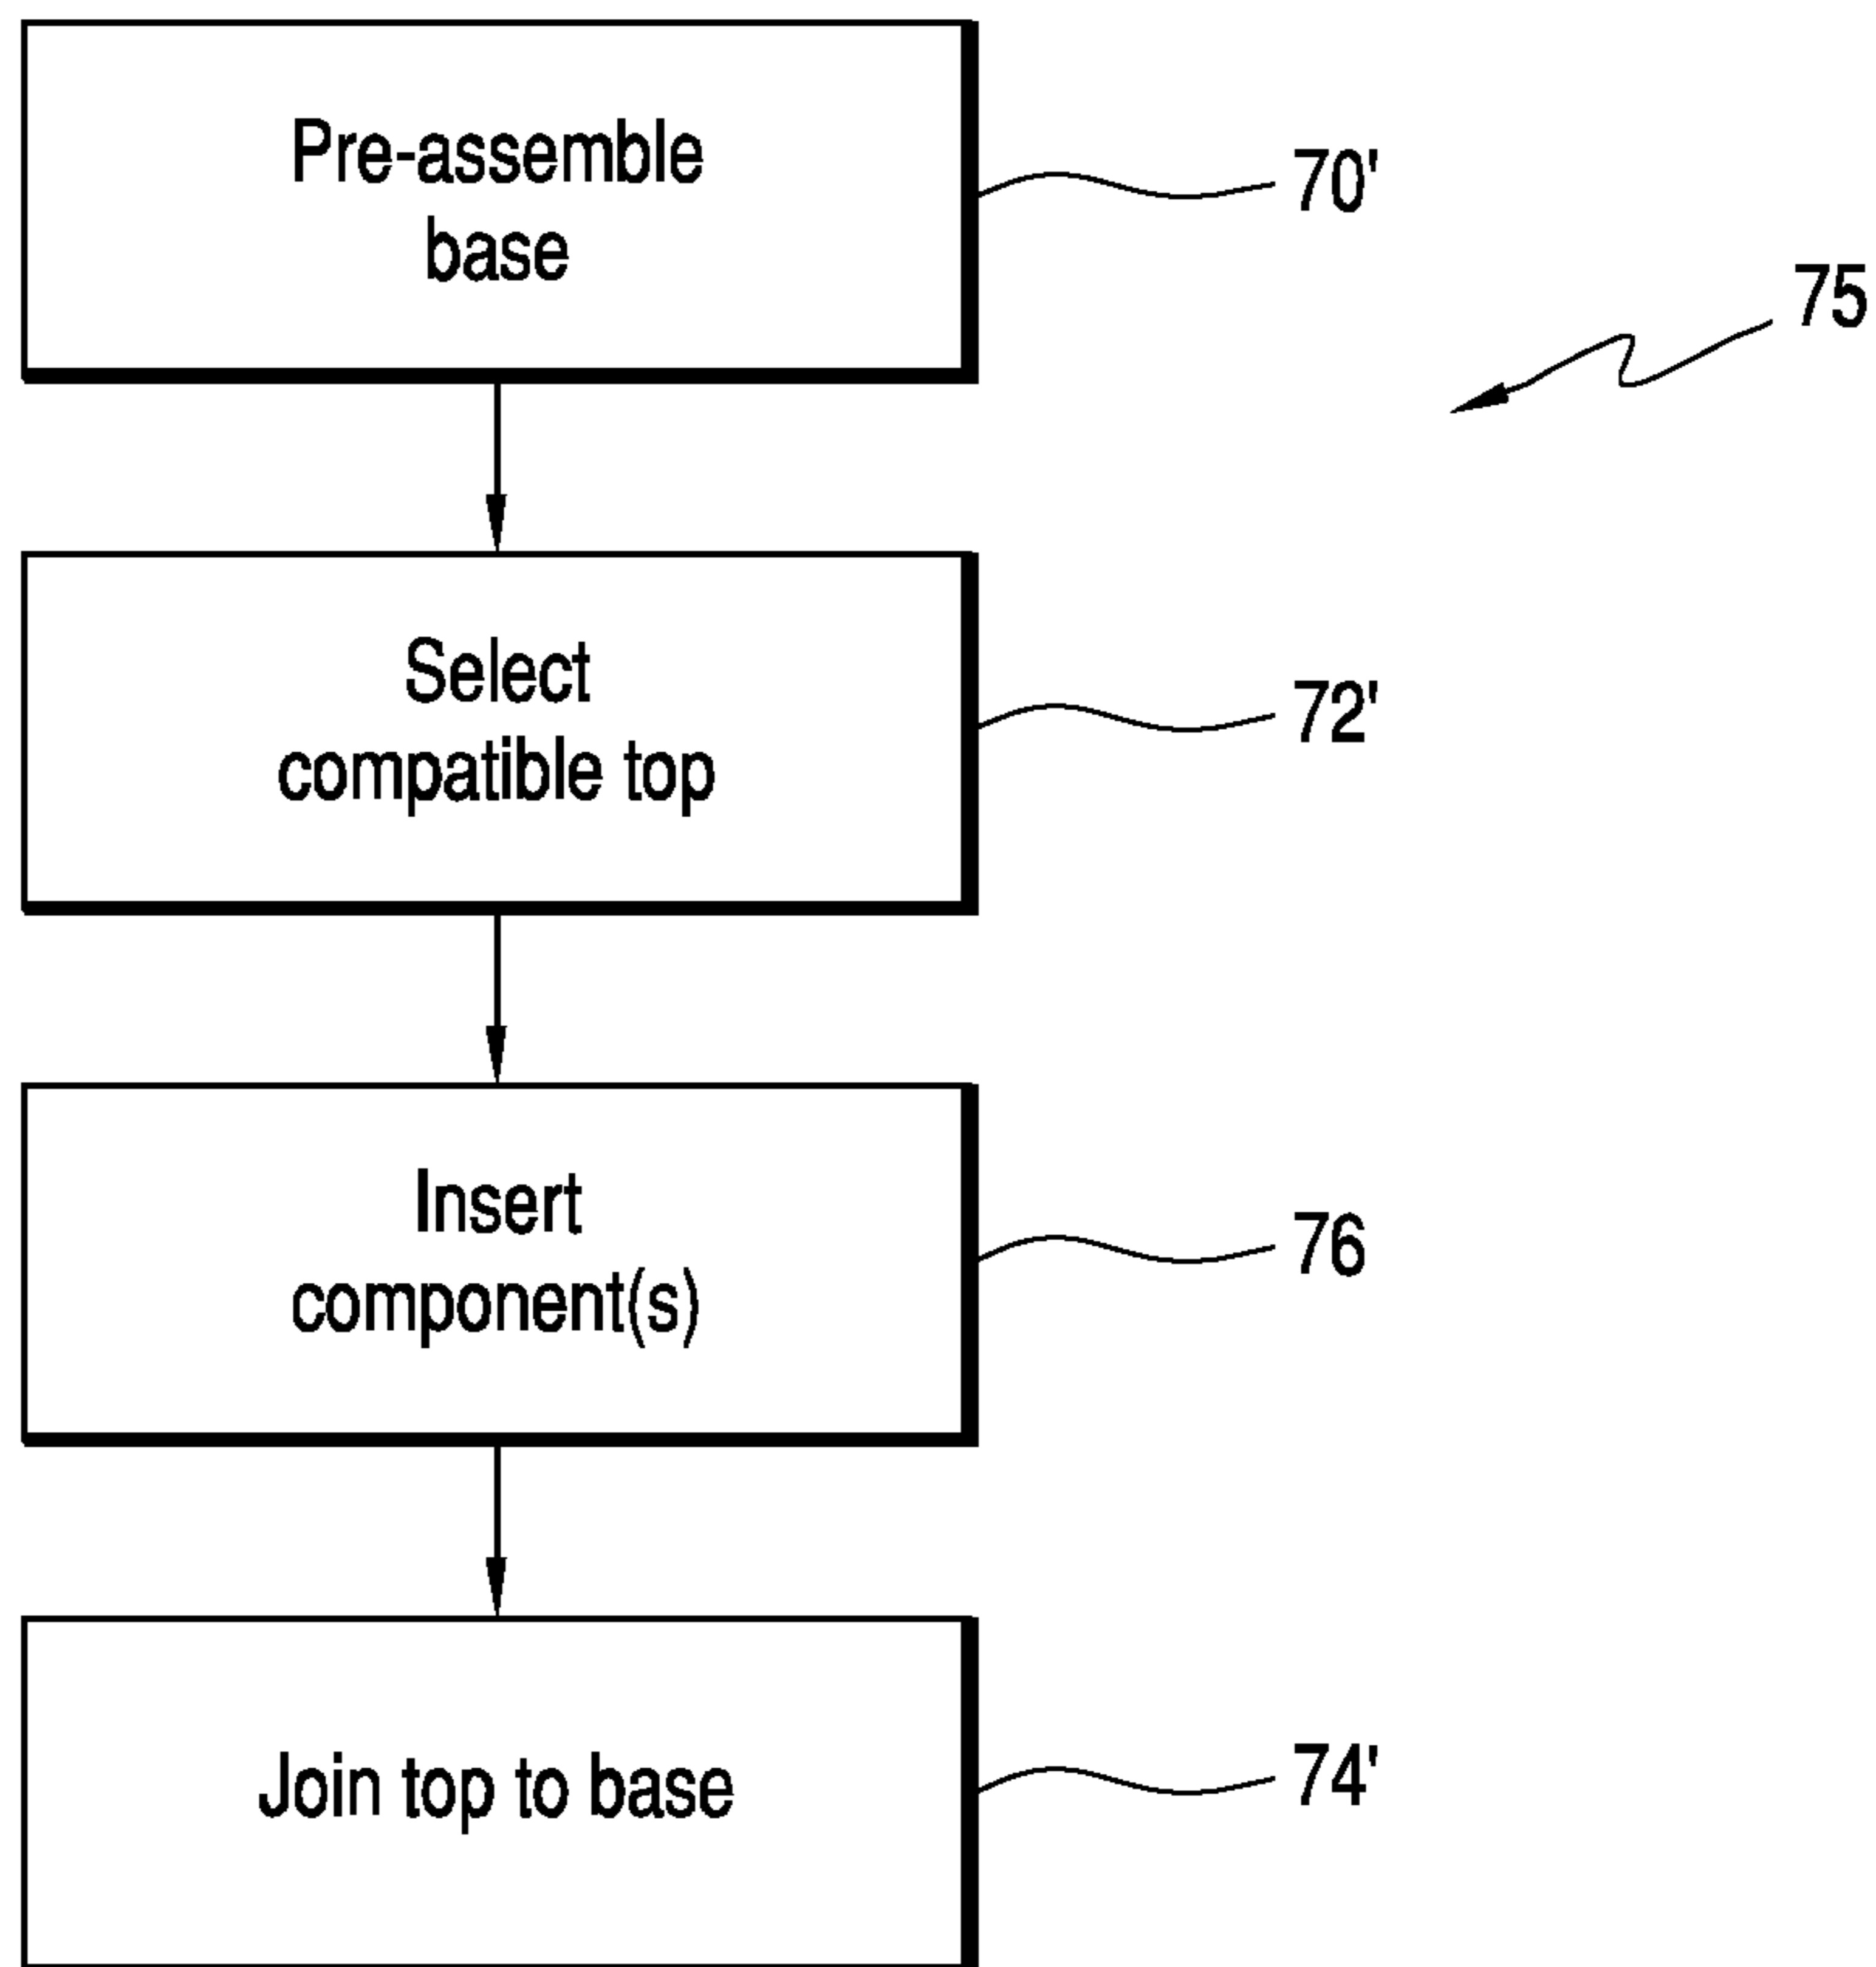 Pre-assemble
base
70'
75
Select
compatible top
72'
Insert
component(s)
76
Join top to base
74'